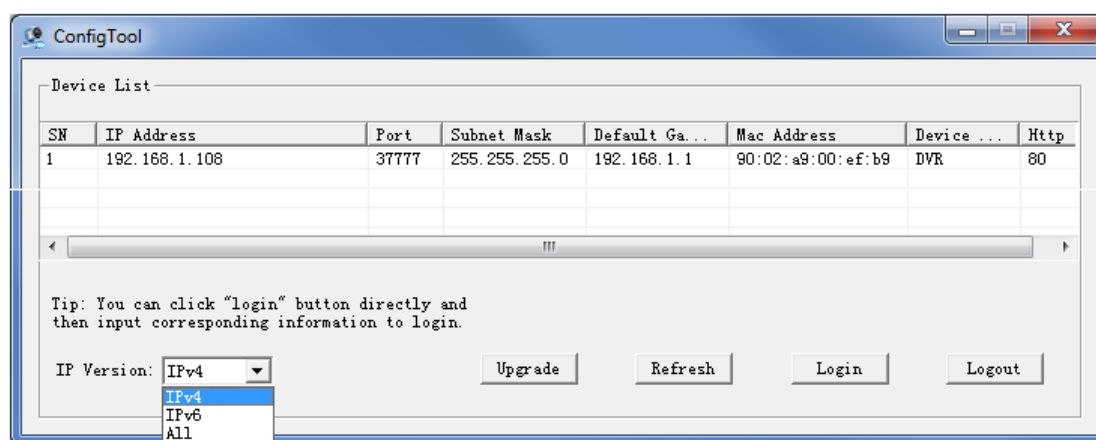 ConfigTool
Device List
SN IP Address Port Subnet Mask Default Ga... Mac Address Device ... Http
1 192.168.1.108 37777 255.255.255.0 192.168.1.1 90:02:a9:00:ef:b9 DVR 80
Tip: You can click "login" button directly and
then input corresponding information to login.
IP Version: IPv4 Upgrade Refresh Login Logout
IPv4
IPv6
All